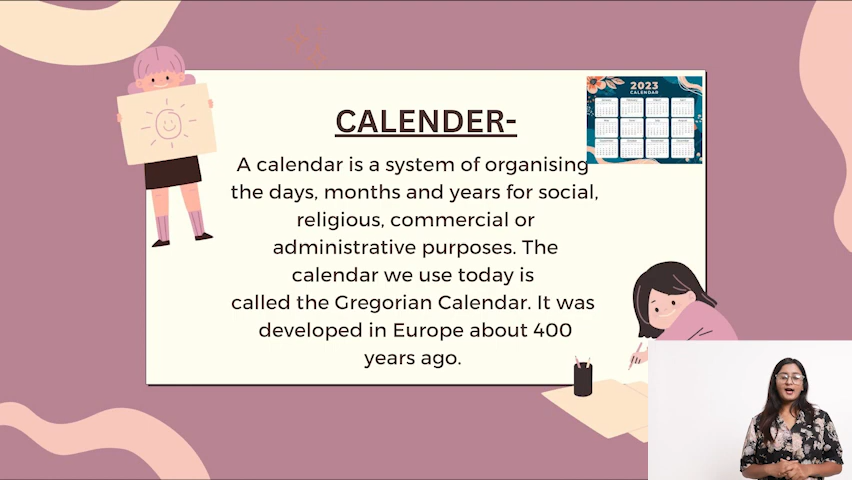 CALENDER-
2023
CALENDAR
A calendar is a system of organising
the days, months and years for social,
religious, commercial or
administrative purposes. The
calendar we use today is
called the Gregorian Calendar. It was
developed in Europe about 400
years ago.